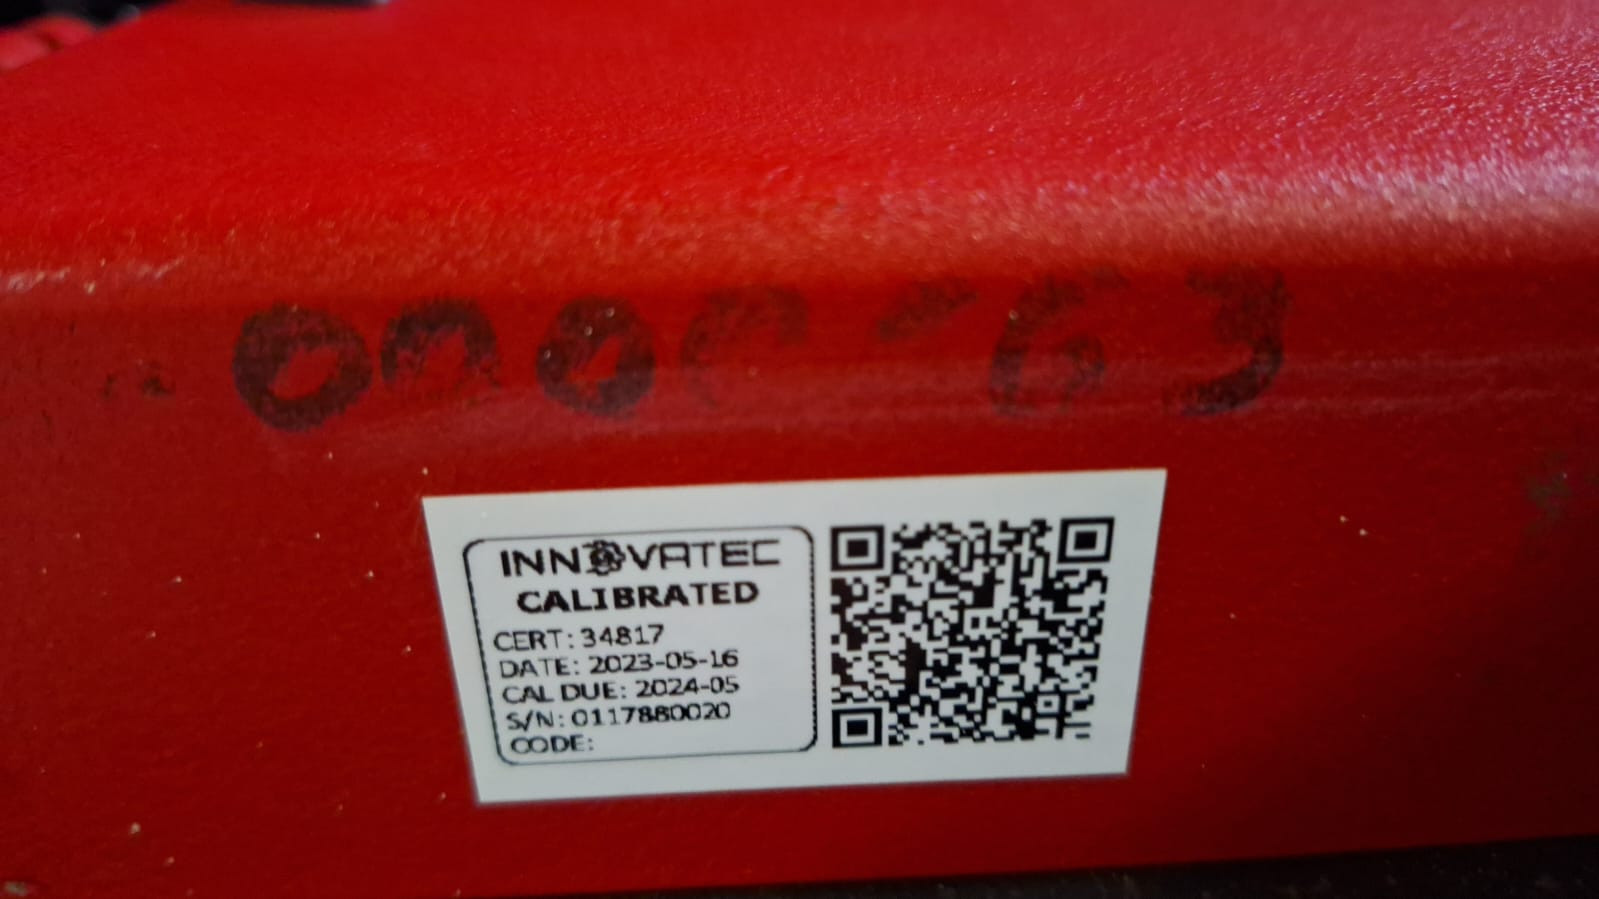 INNOVATEC
CALIBRATED
CERT: 34817
DATE: 2023-05-16
CAL DUE: 2024-05
S/N: 0117880020
CODE: